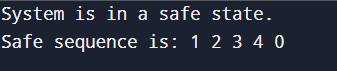 System is in a safe state.
Safe sequence is: 1 2 3 4 0